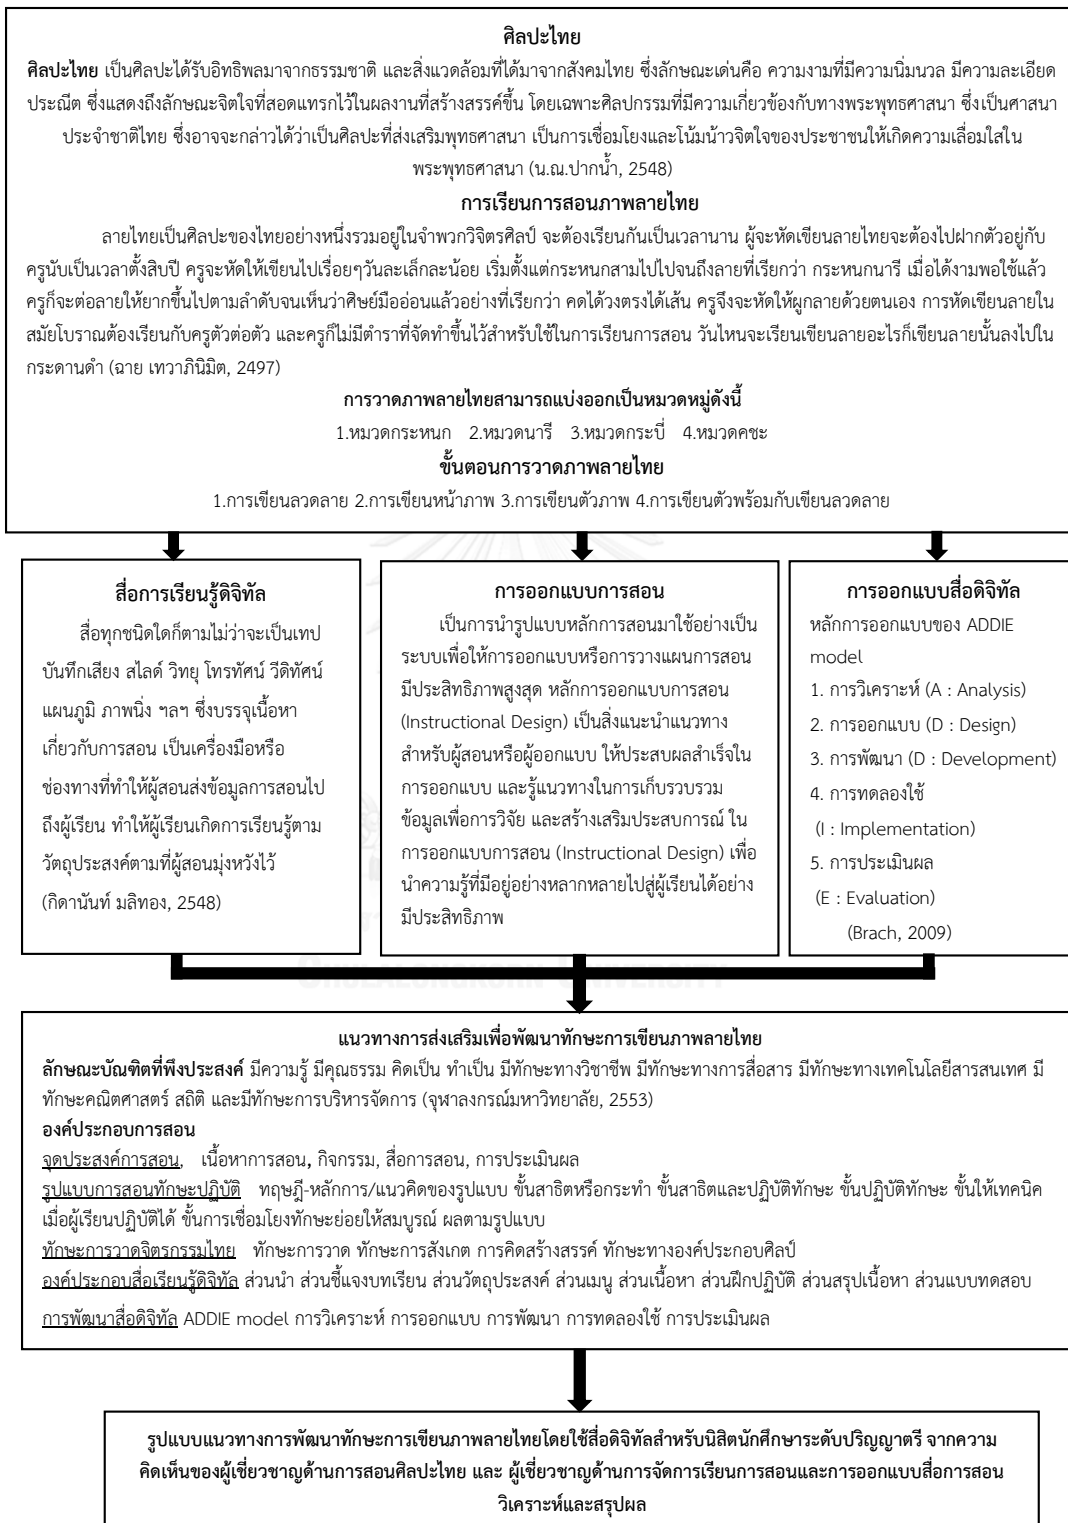 ศิลปะไทย
ศิลปะไทย เป็นศิลปะได้รับอิทธิพลมาจากธรรมชาติ และสิ่งแวดล้อมที่ได้มาจากสังคมไทย ซึ่งลักษณะเด่นคือ ความงามที่มีความนิ่มนวล มีความละเอียด
ประณีต ซึ่งแสดงถึงลักษณะจิตใจที่สอดแทรกไว้ในผลงานที่สร้างสรรค์ขึ้น โดยเฉพาะศิลปกรรมที่มีความเกี่ยวข้องกับทางพระพุทธศาสนา ซึ่งเป็นศาสนา
ประจำชาติไทย ซึ่งอาจจะกล่าวได้ว่าเป็นศิลปะที่ส่งเสริมพุทธศาสนา เป็นการเชื่อมโยงและโน้มน้าวจิตใจของประชาชนให้เกิดความเลื่อมใสใน
พระพุทธศาสนา (น.ณ.ปากน้ำ, 2548)
การเรียนการสอนภาพลายไทย
ลายไทยเป็นศิลปะของไทยอย่างหนึ่งรวมอยู่ในจำพวกวิจิตรศิลป์ จะต้องเรียนกันเป็นเวลานาน ผู้จะหัดเขียนลายไทยจะต้องไปฝากตัวอยู่กับ
ครูนับเป็นเวลาตั้งสิบปี ครูจะหัดให้เขียนไปเรื่อยๆวันละเล็กละน้อย เริ่มตั้งแต่กระหนกสามไปไปจนถึงลายที่เรียกว่า กระหนกนารี เมื่อได้งามพอใช้แล้ว
ครูก็จะต่อลายให้ยากขึ้นไปตามลำดับจนเห็นว่าศิษย์มืออ่อนแล้วอย่างที่เรียกว่า คดได้วงตรงได้เส้น ครูจึงจะหัดให้ผูกลายด้วยตนเอง การหัดเขียนลายใน
สมัยโบราณต้องเรียนกับครูตัวต่อตัว และครูก็ไม่มีตำราที่จัดทำขึ้นไว้สำหรับใช้ในการเรียนการสอน วันไหนจะเรียนเขียนลายอะไรก็เขียนลายนั้นลงไปใน
กระดานดำ (ฉาย เทวาภินิมิต, 2497)
การวาดภาพลายไทยสามารถแบ่งออกเป็นหมวดหมู่ดังนี้
1.หมวดกระหนก 2.หมวดนารี 3.หมวดกระบี่ 4.หมวดคชะ
ขั้นตอนการวาดภาพลายไทย
1.การเขียนลวดลาย 2.การเขียนหน้าภาพ 3.การเขียนตัวภาพ 4.การเขียนตัวพร้อมกับเขียนลวดลาย
สื่อการเรียนรู้ดิจิทัล
สื่อทุกชนิดใดก็ตามไม่ว่าจะเป็นเทป
บันทึกเสียง สไลด์ วิทยุ โทรทัศน์ วีดิทัศน์
แผนภูมิ ภาพนิ่ง ฯลฯ ซึ่งบรรจุเนื้อหา
เกี่ยวกับการสอน เป็นเครื่องมือหรือ
ช่องทางที่ทำให้ผู้สอนส่งข้อมูลการสอนไป
ถึงผู้เรียน ทำให้ผู้เรียนเกิดการเรียนรู้ตาม
วัตถุประสงค์ตามที่ผู้สอนมุ่งหวังไว้
(กิดานันท์ มลิทอง, 2548)
การออกแบบการสอน
เป็นการนำรูปแบบหลักการสอนมาใช้อย่างเป็น
ระบบเพื่อให้การออกแบบหรือการวางแผนการสอน
มีประสิทธิภาพสูงสุด หลักการออกแบบการสอน
(Instructional Design) เป็นสิ่งแนะนำแนวทาง
สำหรับผู้สอนหรือผู้ออกแบบ ให้ประสบผลสำเร็จใน
การออกแบบ และรู้แนวทางในการเก็บรวบรวม
ข้อมูลเพื่อการวิจัย และสร้างเสริมประสบการณ์ ใน
การออกแบบการสอน (Instructional Design) เพื่อ
นำความรู้ที่มีอยู่อย่างหลากหลายไปสู่ผู้เรียนได้อย่าง
มีประสิทธิภาพ
การออกแบบสื่อดิจิทัล
หลักการออกแบบของ ADDIE
model
1. การวิเคราะห์ (A : Analysis)
2. การออกแบบ (D : Design)
3. การพัฒนา (D : Development)
4. การทดลองใช้
(I : Implementation)
5. การประเมินผล
(E : Evaluation)
(Brach, 2009)
CHULALONGKORN UNIVERSITY
แนวทางการส่งเสริมเพื่อพัฒนาทักษะการเขียนภาพลายไทย
ลักษณะบัณฑิตที่พึงประสงค์ มีความรู้ มีคุณธรรม คิดเป็น ทำเป็น มีทักษะทางวิชาชีพ มีทักษะทางการสื่อสาร มีทักษะทางเทคโนโลยีสารสนเทศ มี
ทักษะคณิตศาสตร์ สถิติ และมีทักษะการบริหารจัดการ (จุฬาลงกรณ์มหาวิทยาลัย, 2553)
องค์ประกอบการสอน
จุดประสงค์การสอน, เนื้อหาการสอน, กิจกรรม, สื่อการสอน, การประเมินผล
รูปแบบการสอนทักษะปฏิบัติ ทฤษฎี-หลักการ/แนวคิดของรูปแบบ ขั้นสาธิตหรือกระทำ ขั้นสาธิตและปฏิบัติทักษะ ขั้นปฏิบัติทักษะ ขั้นให้เทคนิค
เมื่อผู้เรียนปฏิบัติได้ ขั้นการเชื่อมโยงทักษะย่อยให้สมบูรณ์ ผลตามรูปแบบ
ทักษะการวาดจิตรกรรมไทย ทักษะการวาด ทักษะการสังเกต การคิดสร้างสรรค์ ทักษะทางองค์ประกอบศิลป์
องค์ประกอบสื่อเรียนรู้ดิจิทัล ส่วนนำ ส่วนชี้แจงบทเรียน ส่วนวัตถุประสงค์ ส่วนเมนู ส่วนเนื้อหา ส่วนฝึกปฏิบัติ ส่วนสรุปเนื้อหา ส่วนแบบทดสอบ
การพัฒนาสื่อดิจิทัล ADDIE model การวิเคราะห์ การออกแบบ การพัฒนา การทดลองใช้ การประเมินผล
รูปแบบแนวทางการพัฒนาทักษะการเขียนภาพลายไทยโดยใช้สื่อดิจิทัลสำหรับนิสิตนักศึกษาระดับปริญญาตรี จากความ
คิดเห็นของผู้เชี่ยวชาญด้านการสอนศิลปะไทย และ ผู้เชี่ยวชาญด้านการจัดการเรียนการสอนและการออกแบบสื่อการสอน
วิเคราะห์และสรุปผล